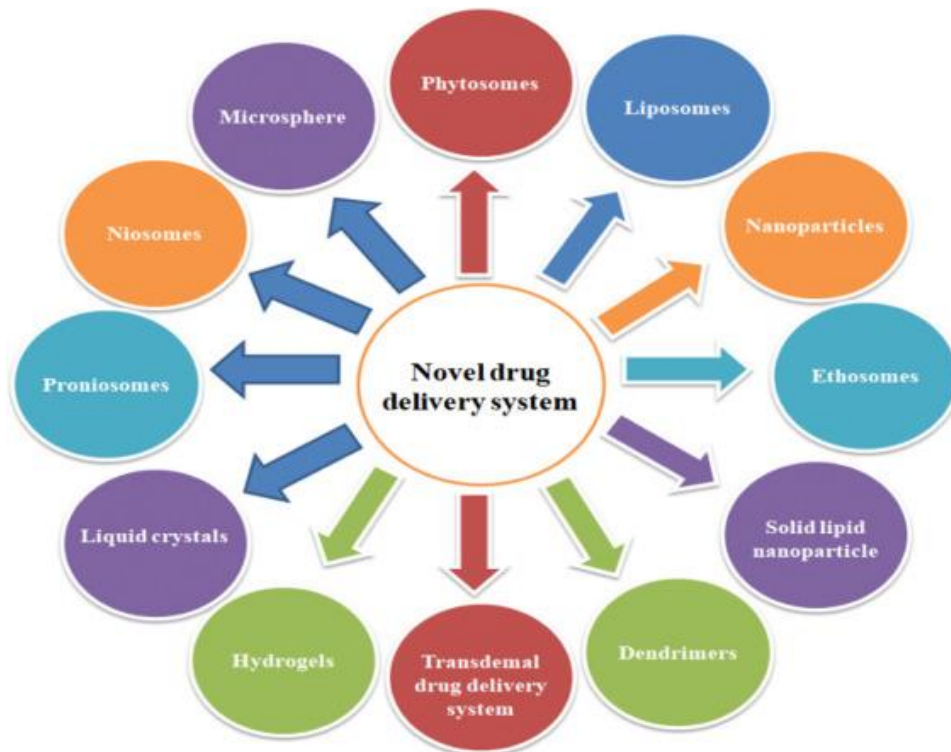 Phytosomes
Liposomes
Nanoparticles
Ethosomes
Solid lipid
nanoparticle
Dendrimers
Transdemal
drug delivery
system
Hydrogels
Liquid crystals
Proniosomes
Niosomes
Microsphere
Novel drug
delivery system